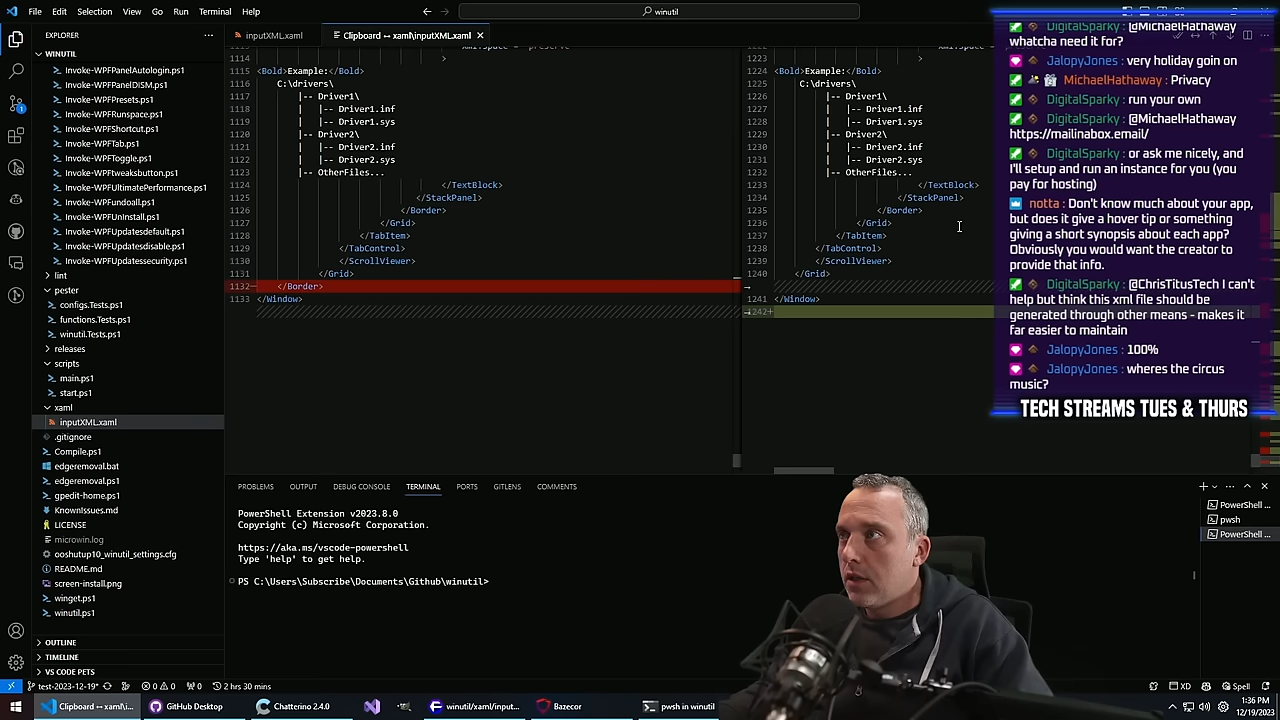 File Edit Selection View Go Run Terminal Help
winutil
EXPLORER
WINUTIL
Invoke-WPFPanelAutologin.ps1
Invoke-WPFPanelDISM.ps1
Invoke-WPFPresets.ps1
Invoke-WPFRunspace.ps1
Invoke-WPFShortcut.ps1
Invoke-WPFTab.ps1
Invoke-WPFToggle.ps1
Invoke-WPFtweaksbutton.ps1
Invoke-WPFUltimatePerformance.ps1
Invoke-WPFundoall.ps1
Invoke-WPFUnInstall.ps1
Invoke-WPFUpdatesdefault.ps1
Invoke-WPFUpdatesdisable.ps1
Invoke-WPFUpdatessecurity.ps1
lint
pester
configs.Tests.ps1
functions.Tests.ps1
winutil.Tests.ps1
releases
scripts
main.ps1
start.ps1
xaml
inputXML.xaml
.gitignore
Compile.ps1
edgeremoval.bat
edgeremoval.ps1
gpedit-home.ps1
KnownIssues.md
LICENSE
microwin.log
ooshutup10_winutil_settings.cfg
README.md
screen-install.png
winget.ps1
winutil.ps1
OUTLINE
TIMELINE
VS CODE PETS
inputXML.xaml
Clipboard ↔ xaml\inputXML.xaml
>
1115 <Bold>Example:</Bold>
1116 C:\drivers\
1117 |-- Driver1\
1118 | |-- Driver1.inf
1119 | |-- Driver1.sys
1120 |-- Driver2\
1121 | |-- Driver2.inf
1122 | |-- Driver2.sys
1123 |-- OtherFiles...
1124 </TextBlock>
1125 </StackPanel>
1126 </Border>
1127 </Grid>
1128 </TabItem>
1129 </TabControl>
1130 </ScrollViewer>
1131 </Grid>
1132− </Border>
1133 </Window>
1223 >
1224 <Bold>Example:</Bold>
1225 C:\drivers\
1226 |-- Driver1\
1227 | |-- Driver1.inf
1228 | |-- Driver1.sys
1229 |-- Driver2\
1230 | |-- Driver2.inf
1231 | |-- Driver2.sys
1232 |-- OtherFiles...
1233 </TextBlock>
1234 </StackPanel>
1235 </Border>
1236 </Grid>
1237 </TabItem>
1238 </TabControl>
1239 </ScrollViewer>
1240 </Grid>
1241 </Window>
1242+
DigitalSparky : @MichaelHathaway
whatcha need it for?
JalopyJones : very holiday goin on
MichaelHathaway : Privacy
DigitalSparky : run your own
DigitalSparky : @MichaelHathaway
https://mailinabox.email/
DigitalSparky : or ask me nicely, and
I'll setup and run an instance for you (you
pay for hosting)
notta : Don't know much about your app,
but does it give a hover tip or something
giving a short synopsis about each app?
Obviously you would want the creator to
provide that info.
DigitalSparky : @ChrisTitusTech I can't
help but think this xml file should be
generated through other means - makes it
far easier to maintain
JalopyJones : 100%
JalopyJones : wheres the circus
music?
TECH STREAMS TUES & THURS
PROBLEMS OUTPUT DEBUG CONSOLE TERMINAL PORTS GITLENS COMMENTS
PowerShell Extension v2023.8.0
Copyright (c) Microsoft Corporation.
https://aka.ms/vscode-powershell
Type 'help' to get help.
PS C:\Users\Subscribe\Documents\Github\winutil>
PowerShell ...
pwsh
PowerShell ...
test-2023-12-19* 0 0 0 2 hrs 30 mins XD Spell
Clipboard ↔ xaml\i... GitHub Desktop Chatterino 2.4.0 winutil/xaml/input... Bazecor pwsh in winutil
1:36 PM
12/19/2023